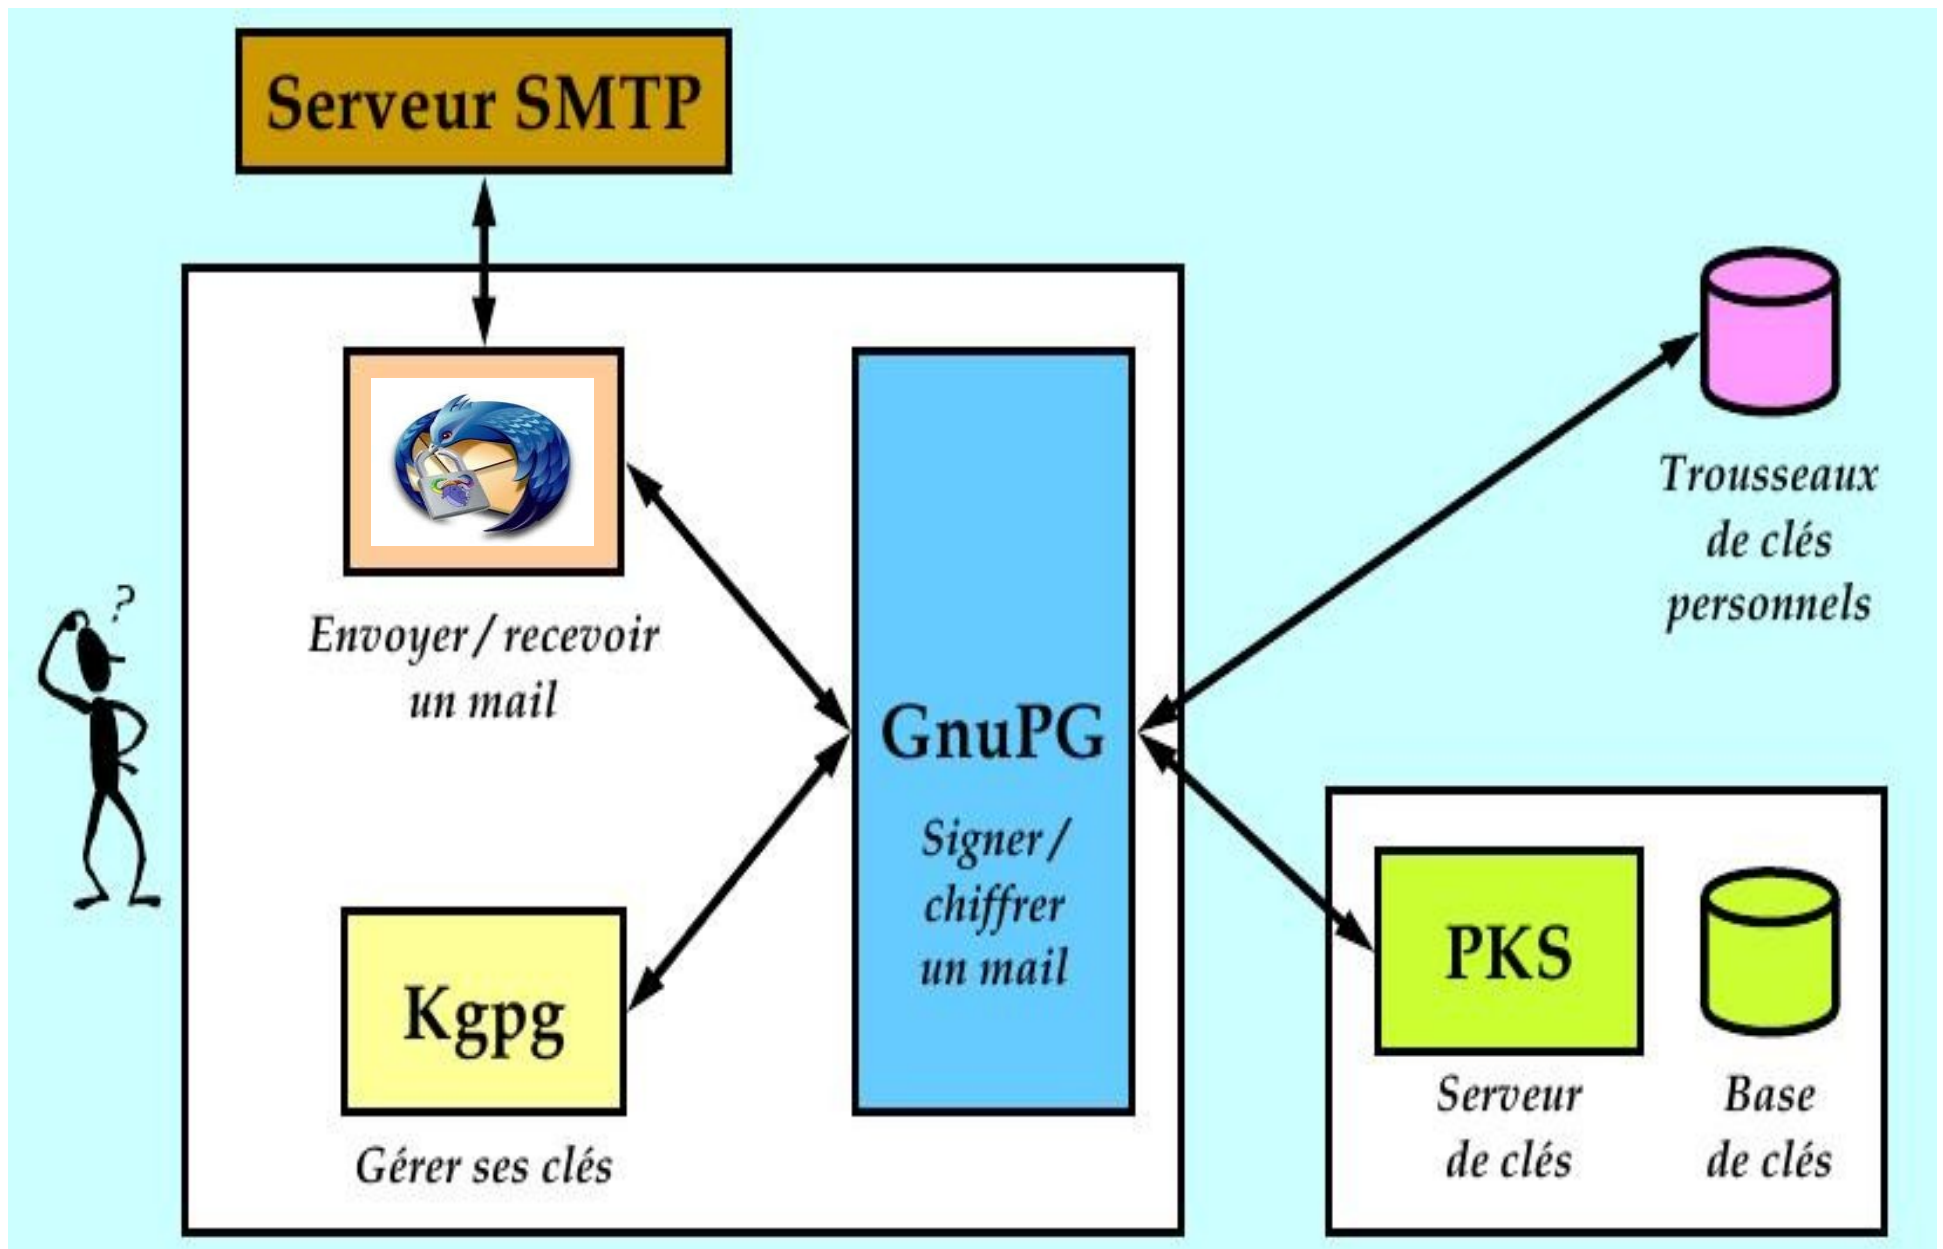 Serveur SMTP
Envoyer / recevoir
un mail
?
Kgpg
Gérer ses clés
GnuPG
Signer /
chiffrer
un mail
Trousseaux
de clés
personnels
PKS
Serveur
de clés
Base
de clés